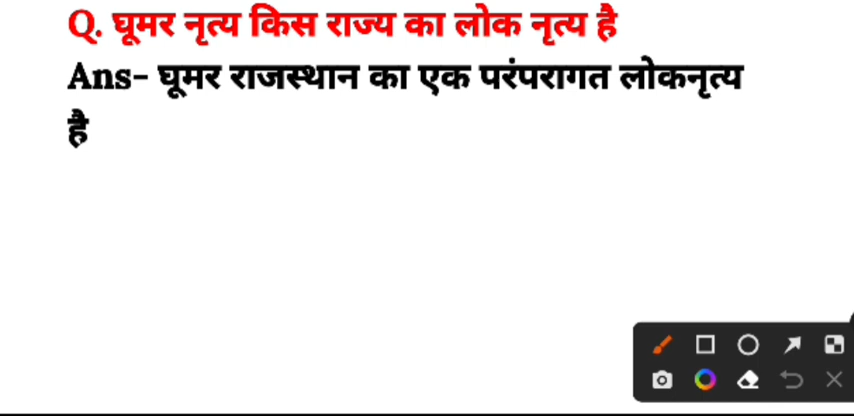 Q. घूमर नृत्य किस राज्य का लोक नृत्य है
Ans- घूमर राजस्थान का एक परंपरागत लोकनृत्य
है